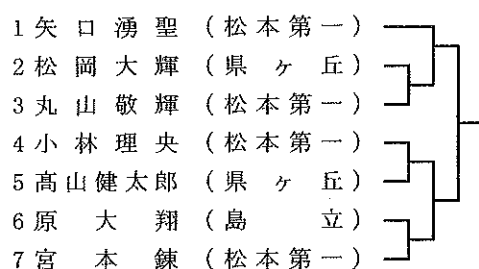 1 矢口湧聖 (松本第一)
2 松岡大輝 (県ヶ丘)
3 丸山敬輝 (松本第一)
4 小林理央 (松本第一)
5 髙山健太郎 (県ヶ丘)
6 原大翔 (島立)
7 宮本錬 (松本第一)